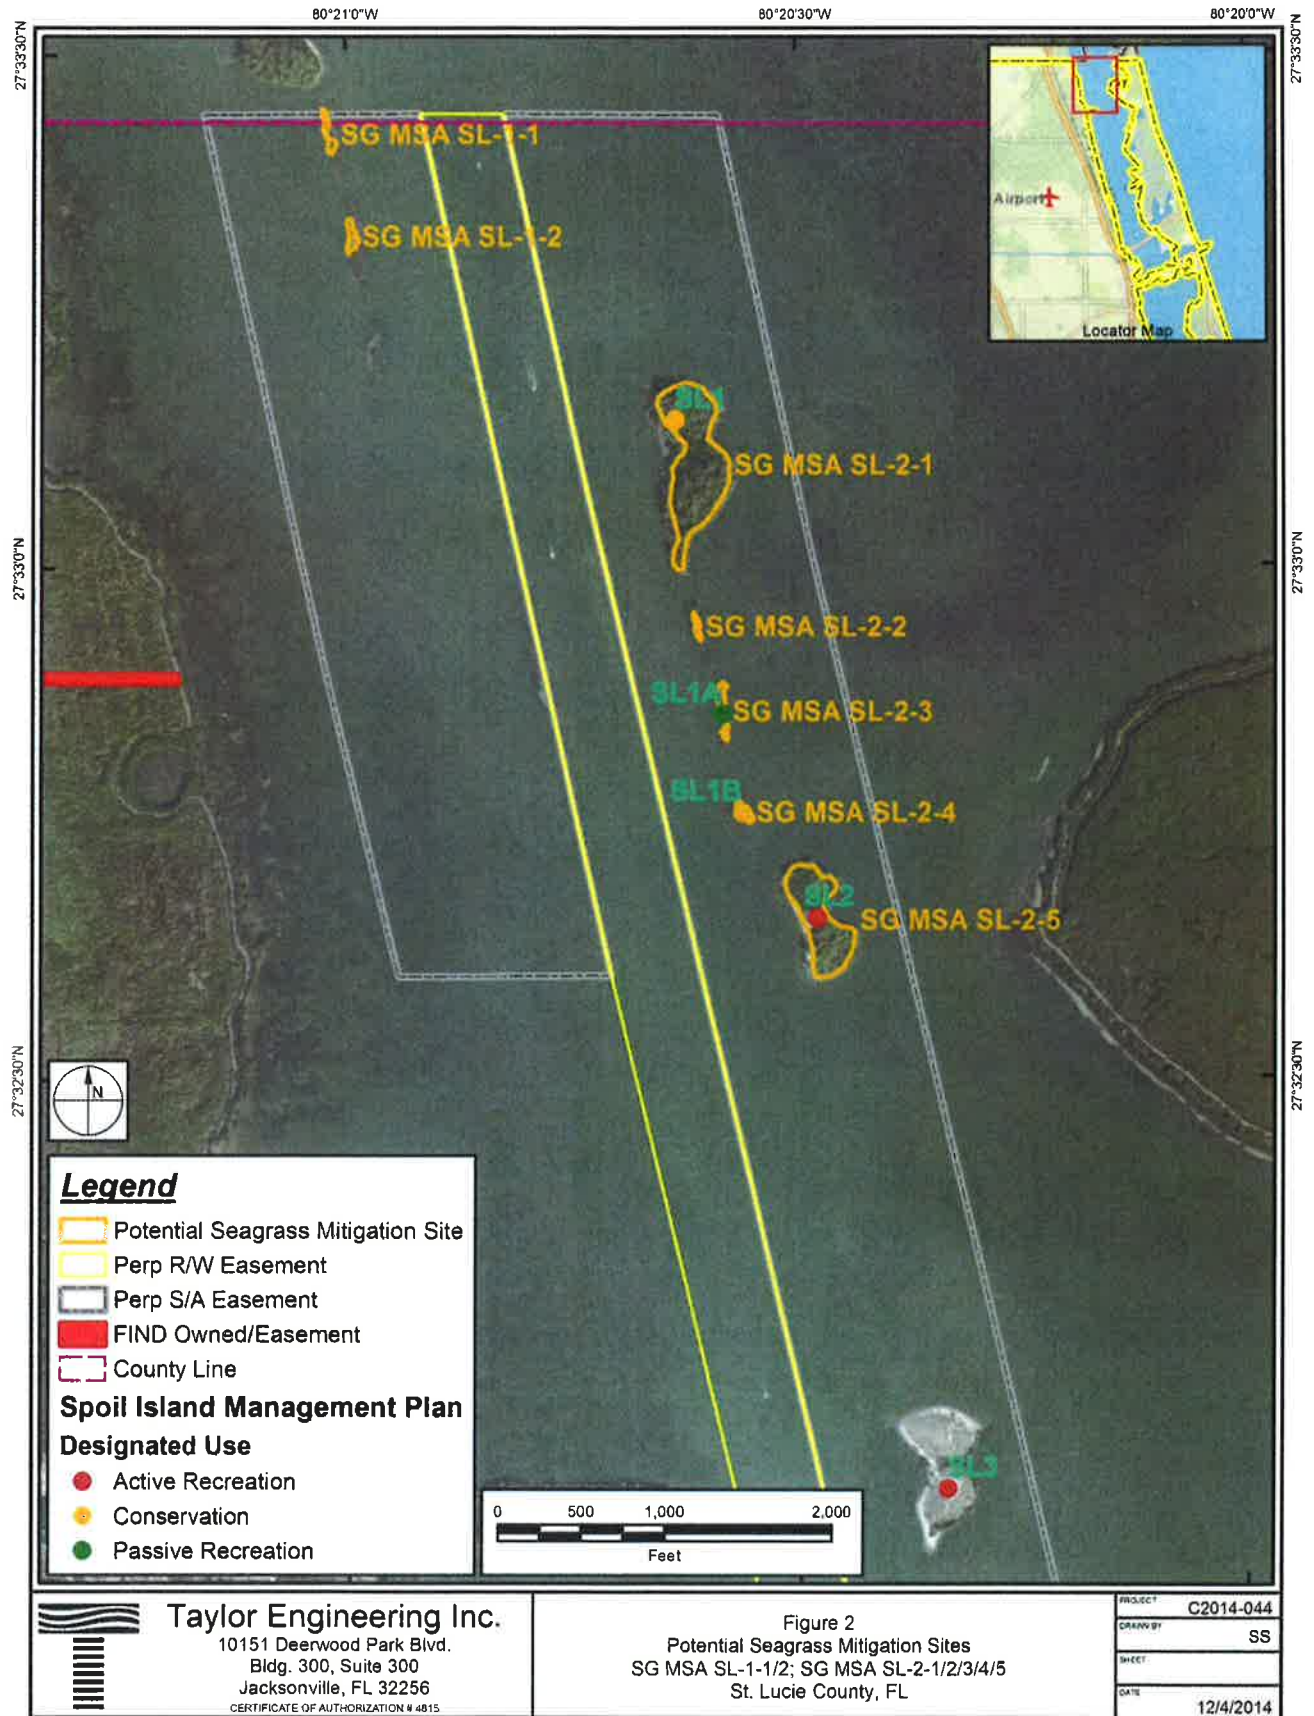 80°21'0"W
80°20'30"W
80°20'0"W
27°33'30"N
27°33'30"N
27°33'0"N
27°33'0"N
27°32'30"N
27°32'30"N
SG MSA SL-1-1
SG MSA SL-1-2
Airport
Locator Map
SL1
SG MSA SL-2-1
SG MSA SL-2-2
SL1A
SG MSA SL-2-3
SL1B
SG MSA SL-2-4
SL2
SG MSA SL-2-5
SL3
N
Legend
Potential Seagrass Mitigation Site
Perp R/W Easement
Perp S/A Easement
FIND Owned/Easement
County Line
Spoil Island Management Plan
Designated Use
Active Recreation
Conservation
Passive Recreation
0 500 1,000 2,000
Feet
Taylor Engineering Inc.
10151 Deerwood Park Blvd.
Bldg. 300, Suite 300
Jacksonville, FL 32256
CERTIFICATE OF AUTHORIZATION # 4815
Figure 2
Potential Seagrass Mitigation Sites
SG MSA SL-1-1/2; SG MSA SL-2-1/2/3/4/5
St. Lucie County, FL
PROJECT C2014-044
DRAWN BY SS
SHEET
DATE 12/4/2014